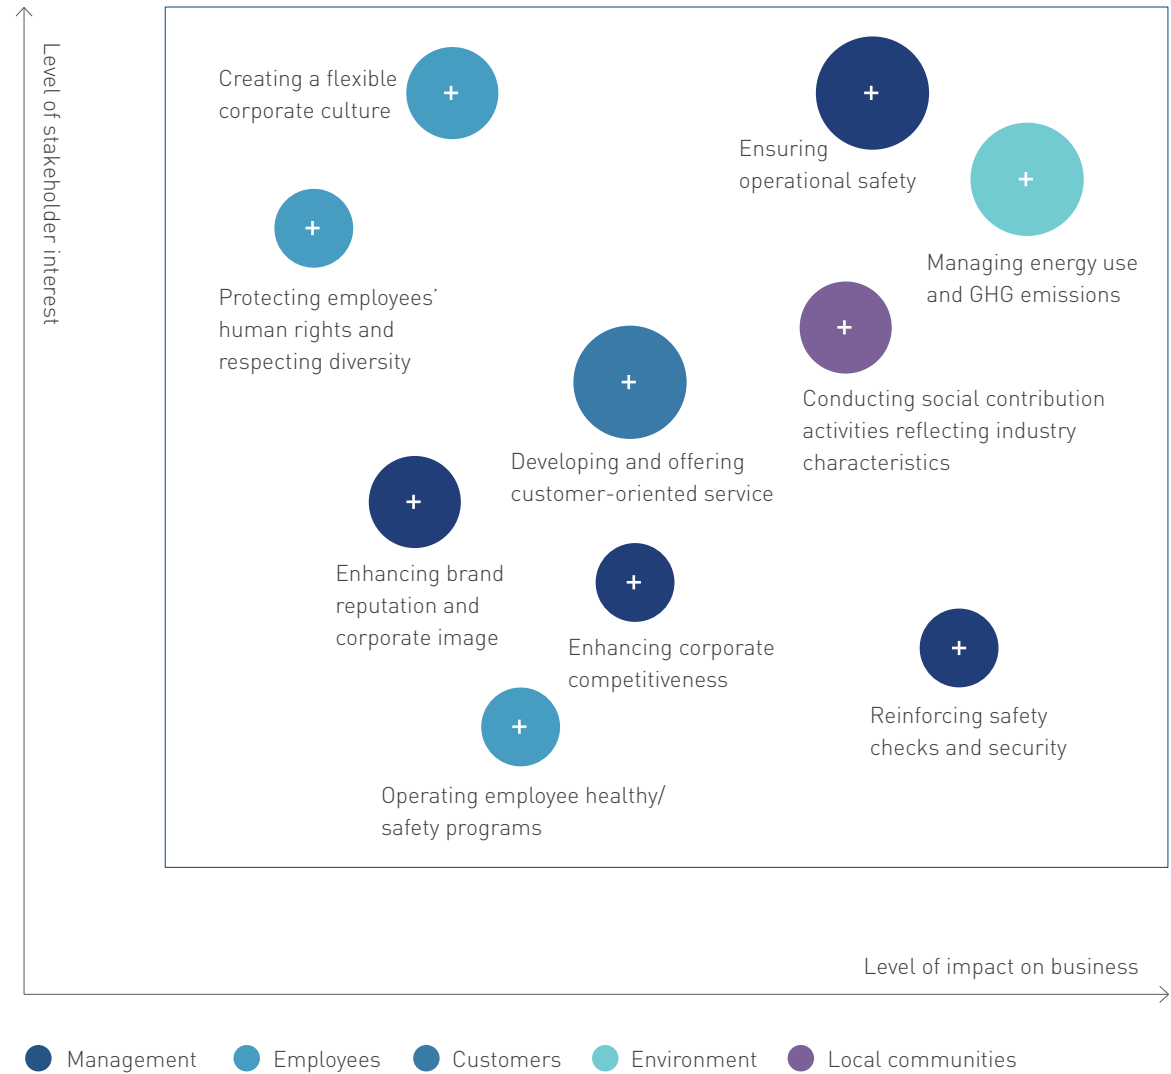 Level of stakeholder interest
Creating a flexible
corporate culture
Ensuring
operational safety
Managing energy use
and GHG emissions
Protecting employees’
human rights and
respecting diversity
Conducting social contribution
activities reflecting industry
characteristics
Developing and offering
customer-oriented service
Enhancing brand
reputation and
corporate image
Enhancing corporate
competitiveness
Reinforcing safety
checks and security
Operating employee healthy/
safety programs
Level of impact on business
Management
Employees
Customers
Environment
Local communities